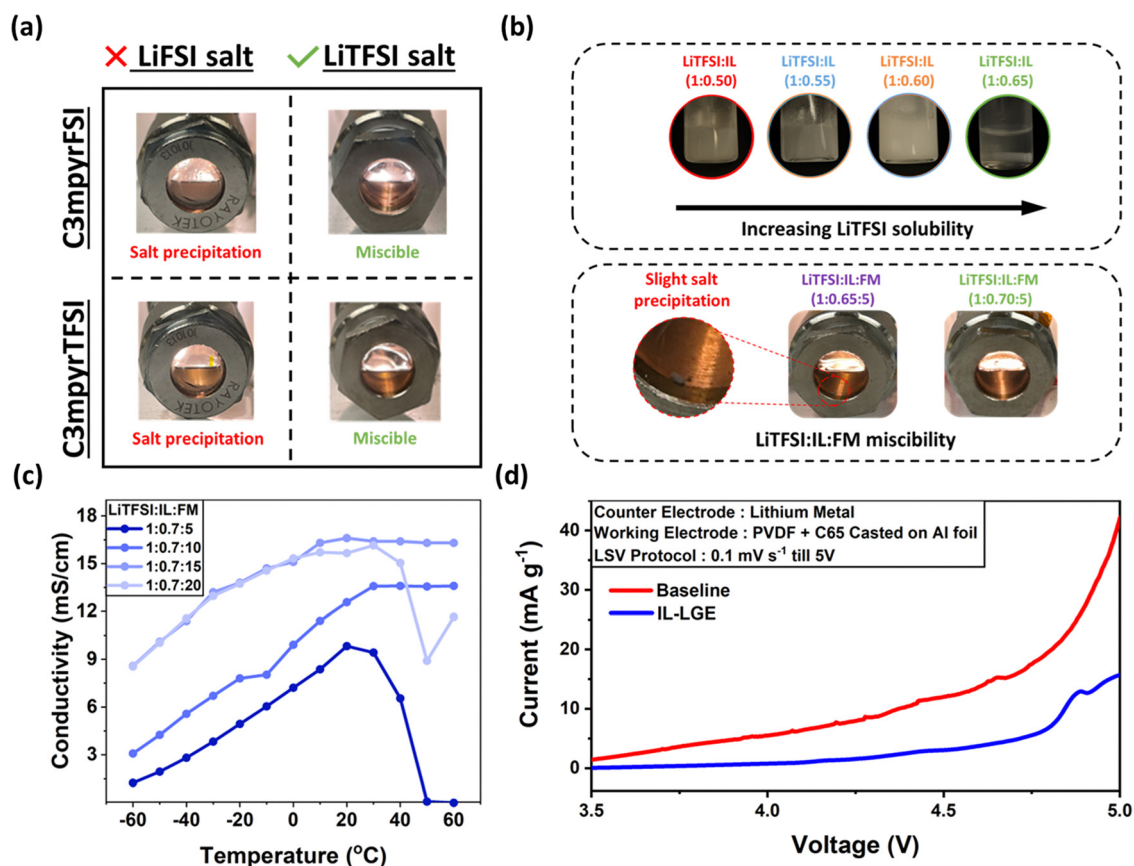 (a)
❌ LiFSI salt ✓ LiTFSI salt
C3mpyrFSI
RAYOTEK
Salt precipitation
Miscible
C3mpyrTFSI
RAYOTEK
Salt precipitation
Miscible
(b)
LiTFSI:IL
(1:0.50)
LiTFSI:IL
(1:0.55)
LiTFSI:IL
(1:0.60)
LiTFSI:IL
(1:0.65)
Increasing LiTFSI solubility
Slight salt
precipitation
LiTFSI:IL:FM
(1:0.65:5)
LiTFSI:IL:FM
(1:0.70:5)
LiTFSI:IL:FM miscibility
(c)
LiTFSI:IL:FM
1:0.7:5
1:0.7:10
1:0.7:15
1:0.7:20
Conductivity (mS/cm)
18
15
12
9
6
3
-60 -40 -20 0 20 40 60
Temperature (°C)
(d)
Counter Electrode : Lithium Metal
Working Electrode : PVDF + C65 Casted on Al foil
LSV Protocol : 0.1 mV s⁻¹ till 5V
Baseline
IL-LGE
Current (mA g⁻¹)
40
30
20
10
0
3.5 4.0 4.5 5.0
Voltage (V)